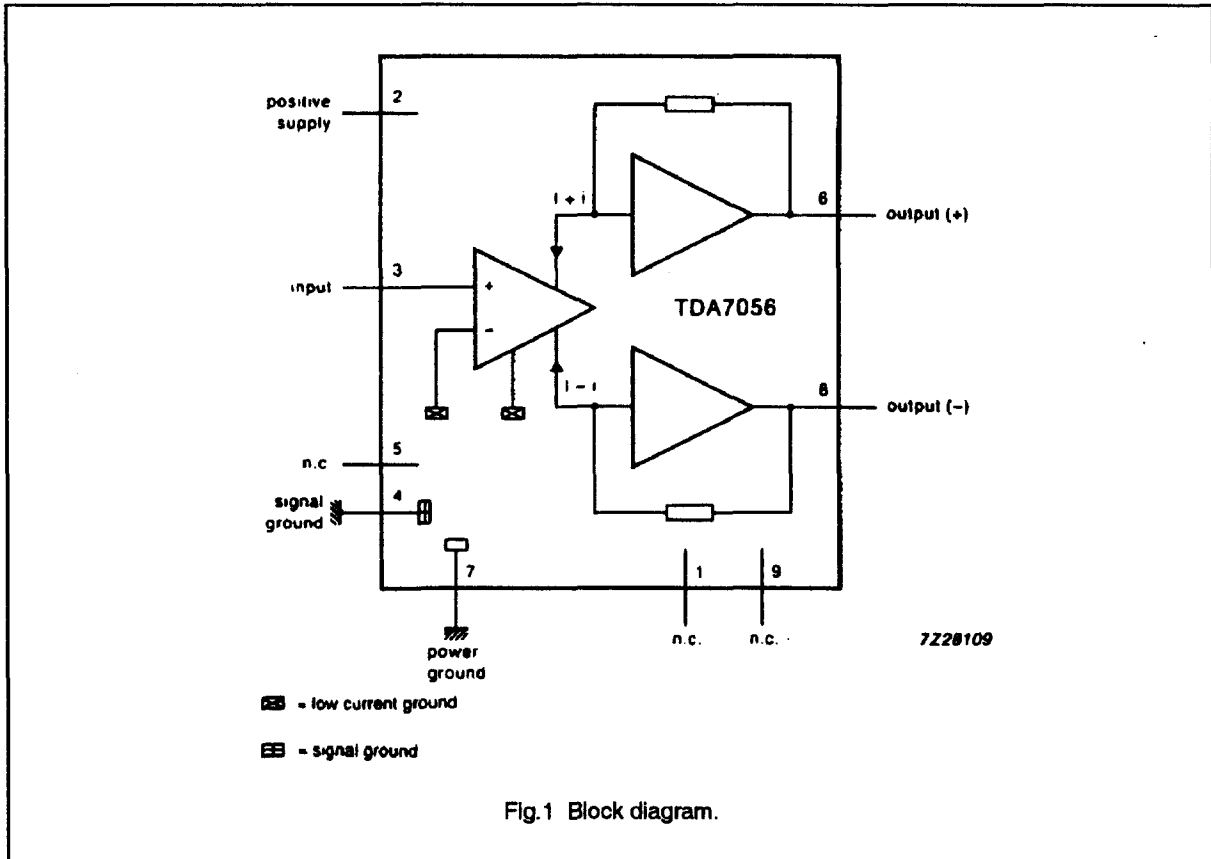 positive
supply
2
input
3
+
−
I + i
I − i
TDA7056
6
output (+)
8
output (−)
n.c
5
signal
ground
4
7
power
ground
1
9
n.c.
n.c.
7Z28109
= low current ground
= signal ground
Fig.1 Block diagram.